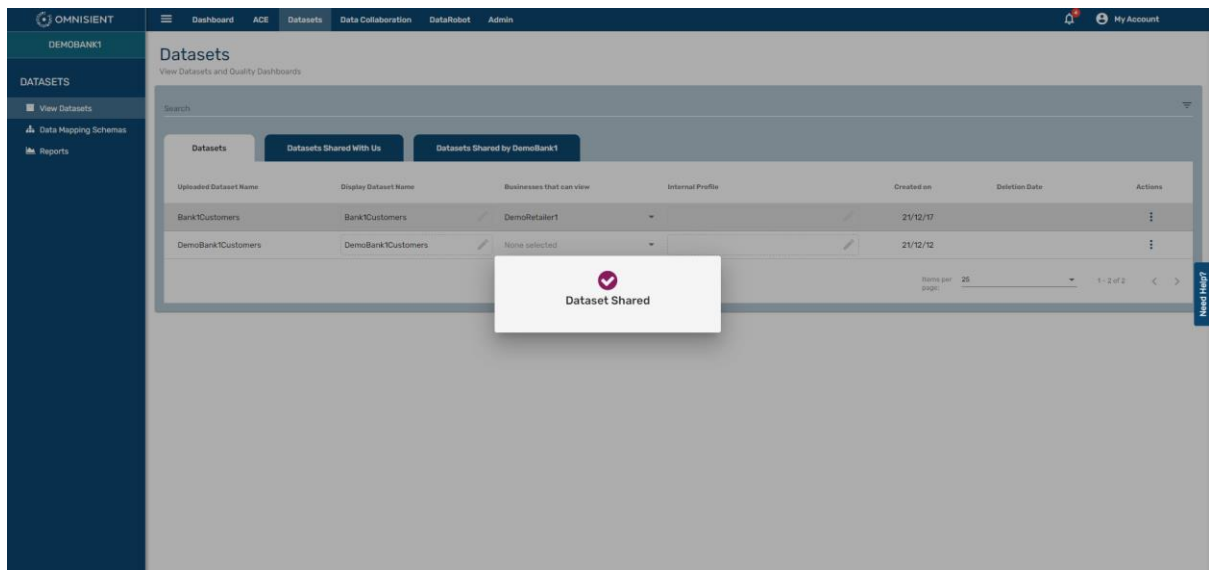 OMNISIENT
Dashboard ACE Datasets Data Collaboration DataRobot Admin
My Account
DEMOBANK1
DATASETS
View Datasets
Data Mapping Schemas
Reports
Datasets
View Datasets and Quality Dashboards
Search
Datasets Datasets Shared With Us Datasets Shared by DemoBank1
Uploaded Dataset Name Display Dataset Name Businesses that can view Internal Profile Created on Deletion Date Actions
Bank1Customers Bank1Customers DemoRetailer1 21/12/17
DemoBank1Customers DemoBank1Customers None selected 21/12/12
Items per page: 25 1 – 2 of 2
Dataset Shared
Need Help?